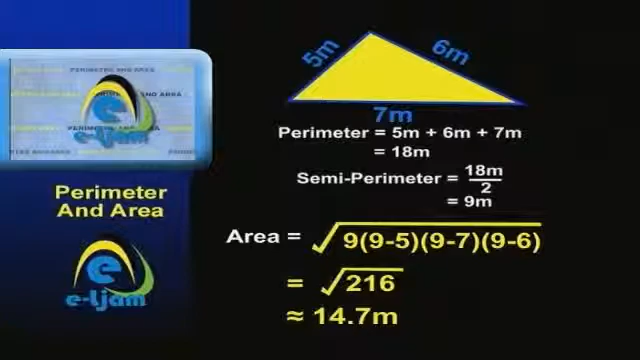 PERIMETER AND AREA
e-Ljam
Perimeter
And Area
e-Ljam
5m
6m
7m
Perimeter = 5m + 6m + 7m
= 18m
Semi-Perimeter = 18m
2
= 9m
Area = √9(9-5)(9-7)(9-6)
= √216
≈ 14.7m